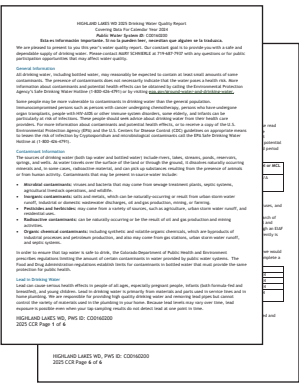 HIGHLANDS LAKES WD 2025 Drinking Water Quality Report
Covering Data For Calendar Year 2024
Public Water System ID: CO0160200
Esta es información importante. Si no la pueden leer, necesitan que alguien se la traduzca.
We are pleased to present to you this year's water quality report. Our constant goal is to provide you with a safe and
dependable supply of drinking water. Please contact MARY SCHEDULE at 719-687-7907 with any questions or for public
participation opportunities that may affect water quality.
General Information
All drinking water, including bottled water, may reasonably be expected to contain at least small amounts of some
contaminants. The presence of contaminants does not necessarily indicate that the water poses a health risk. More
information about contaminants and potential health effects can be obtained by calling the Environmental Protection
Agency's Safe Drinking Water Hotline (1-800-426-4791) or by visiting
Some people may be more vulnerable to contaminants in drinking water than the general population.
Immunocompromised persons such as persons with cancer undergoing chemotherapy, persons who have undergone
organ transplants, people with HIV-AIDS or other immune system disorders, some elderly, and infants can be
particularly at risk of infections. These people should seek advice about drinking water from their health care
providers. For more information about contaminants and potential health effects, or to receive a copy of the U.S.
Environmental Protection Agency (EPA) and the U.S. Centers for Disease Control (CDC) guidelines on appropriate means
to lessen the risk of infection by Cryptosporidium and microbiological contaminants call the EPA Safe Drinking Water
Hotline at (1-800-426-4791).
Contaminant Information
The sources of drinking water (both tap water and bottled water) include rivers, lakes, streams, ponds, reservoirs,
springs, and wells. As water travels over the surface of the land or through the ground, it dissolves naturally occurring
minerals and, in some cases, radioactive material, and can pick up substances resulting from the presence of animals
or from human activity. Contaminants that may be present in source water include:
• Microbial contaminants: viruses and bacteria that may come from sewage treatment plants, septic systems,
agricultural livestock operations, and wildlife.
• Inorganic contaminants: salts and metals, which can be naturally-occurring or result from urban storm water
runoff, industrial or domestic wastewater discharges, oil and gas production, mining, or farming.
• Pesticides and herbicides: may come from a variety of sources, such as agriculture, urban storm water runoff, and
residential uses.
• Radioactive contaminants: can be naturally occurring or be the result of oil and gas production and mining
activities.
• Organic chemical contaminants: including synthetic and volatile organic chemicals, which are byproducts of
industrial processes and petroleum production, and also may come from gas stations, urban storm water runoff,
and septic systems.
In order to ensure that tap water is safe to drink, the Colorado Department of Public Health and Environment
prescribes regulations limiting the amount of certain contaminants in water provided by public water systems. The
Food and Drug Administration regulations establish limits for contaminants in bottled water that must provide the same
protection for public health.
Lead in Drinking Water
Lead can cause serious health effects in people of all ages, especially pregnant people, infants (both formula-fed and
breastfed), and young children. Lead in drinking water is primarily from materials and parts used in service lines and in
home plumbing. We are responsible for providing high quality drinking water and removing lead pipes but cannot
control the variety of materials used in the plumbing in your home. Because lead levels may vary over time, lead
exposure is possible even when your tap sampling results do not detect lead at one point in time.
HIGHLANDS LAKES WD, PWS ID: CO0160200
2025 CCR Page 1 of 6
HIGHLANDS LAKES WD, PWS ID: CO0160200
2025 CCR Page 6 of 6